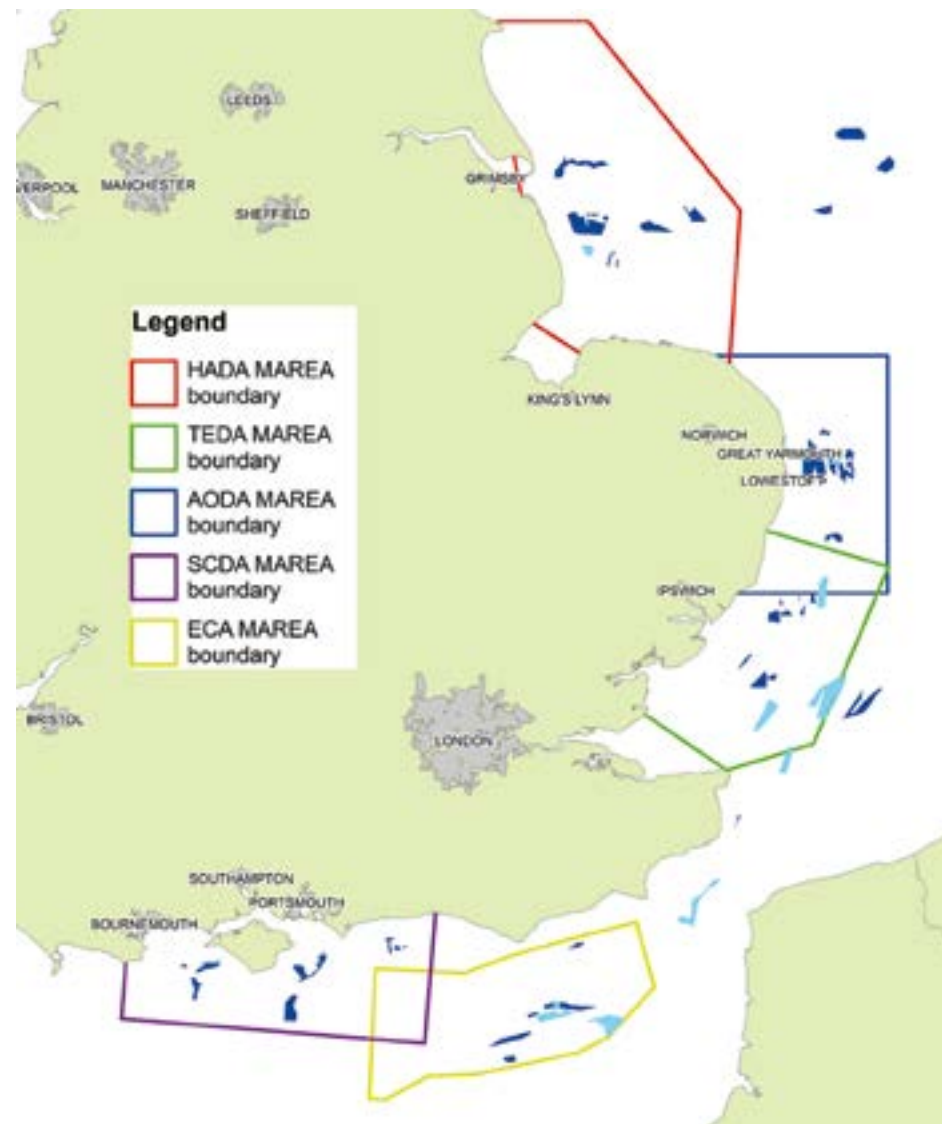 LEEDS
VERPOOL
MANCHESTER
GRIMSBY
SHEFFIELD
Legend
HADA MAREA
boundary
TEDA MAREA
boundary
AODA MAREA
boundary
SCDA MAREA
boundary
ECA MAREA
boundary
KING'S LYNN
NORWICH
GREAT YARMOUTH
LOWESTOFT
IPSWICH
BRISTOL
LONDON
SOUTHAMPTON
PORTSMOUTH
BOURNEMOUTH